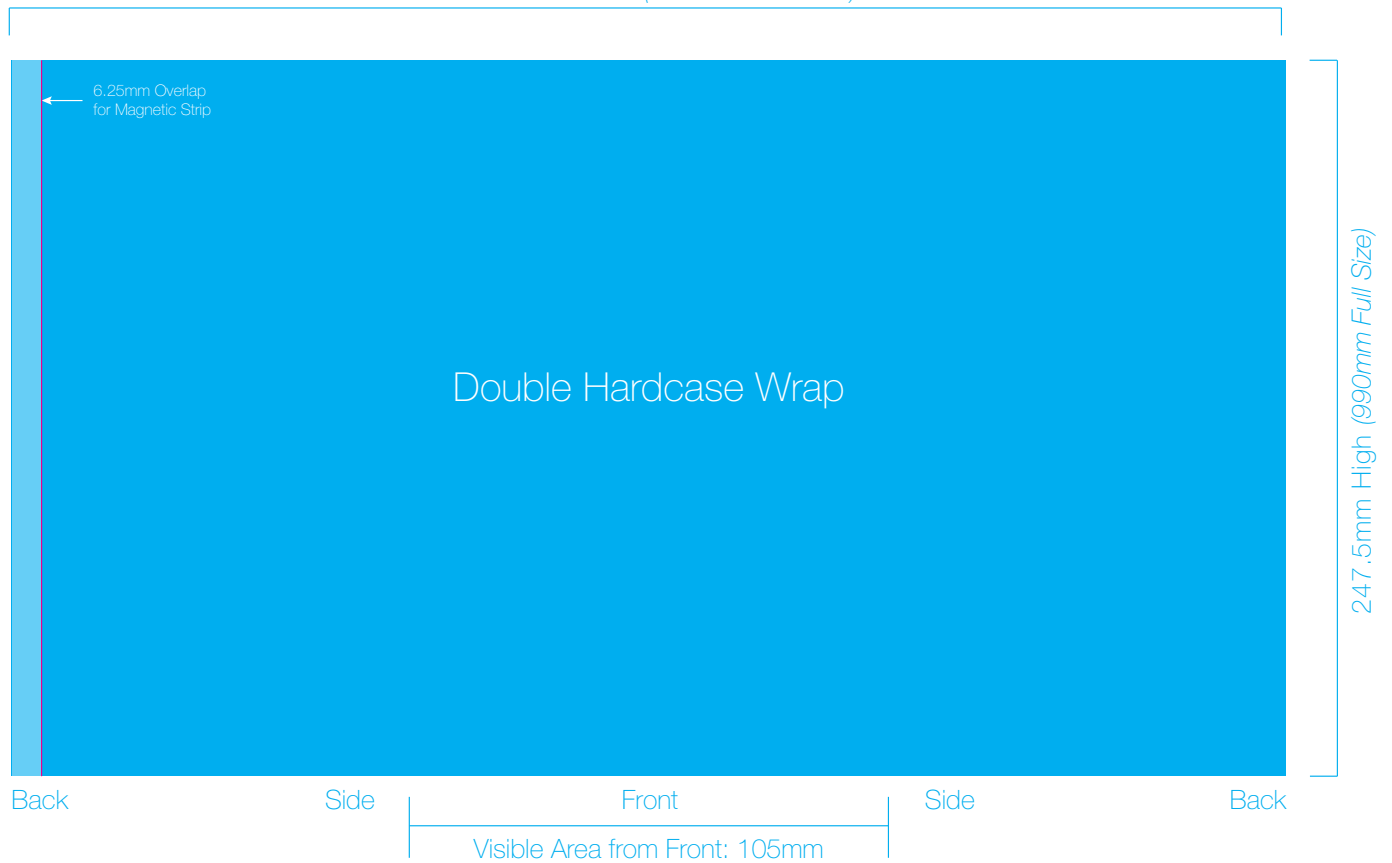 6.25mm Overlap
for Magnetic Strip
Double Hardcase Wrap
247.5mm High (990mm Full Size)
Back
Side
Front
Side
Back
Visible Area from Front: 105mm